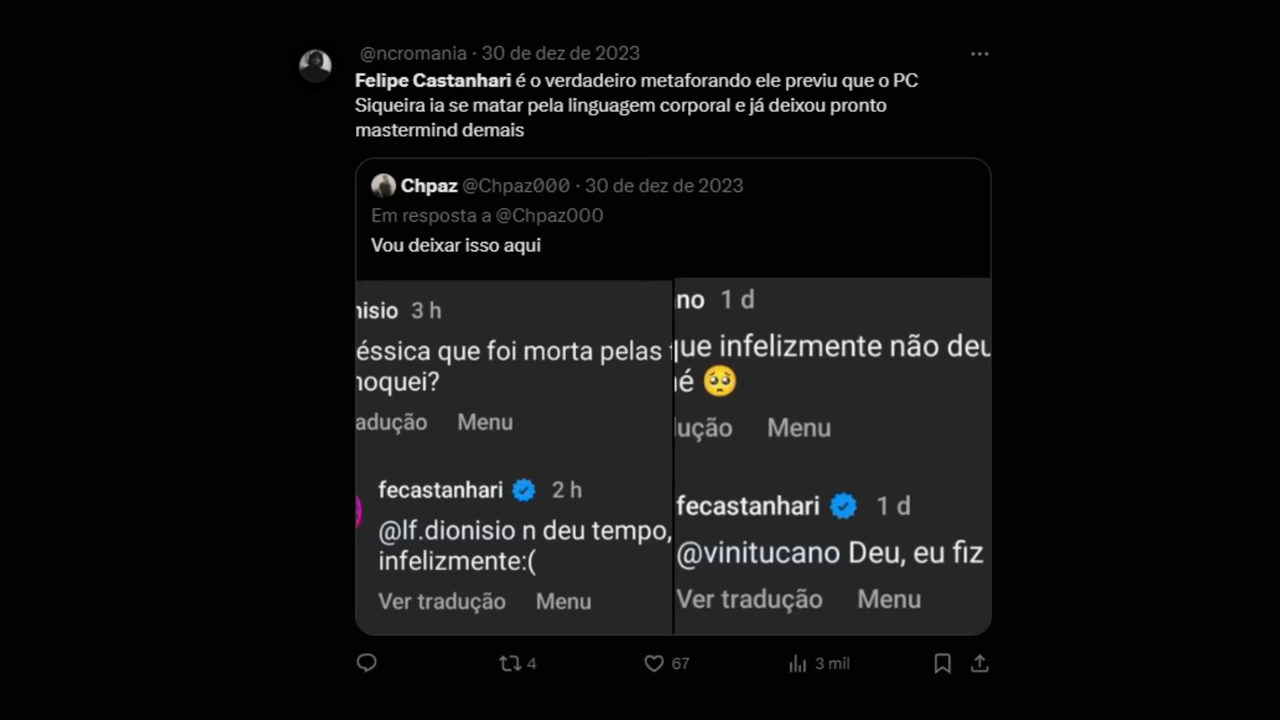 @ncromania · 30 de dez de 2023
Felipe Castanhari é o verdadeiro metaforando ele previu que o PC
Siqueira ia se matar pela linguagem corporal e já deixou pronto
mastermind demais
Chpaz @Chpaz000 · 30 de dez de 2023
Em resposta a @Chpaz000
Vou deixar isso aqui
nisio 3 h
éssica que foi morta pelas
hoquei?
adução Menu
fecastanhari 2 h
@lf.dionisio n deu tempo,
infelizmente:(
Ver tradução Menu
no 1 d
que infelizmente não deu
né 🥺
lução Menu
fecastanhari 1 d
@vinitucano Deu, eu fiz
Ver tradução Menu
4 67 3 mil